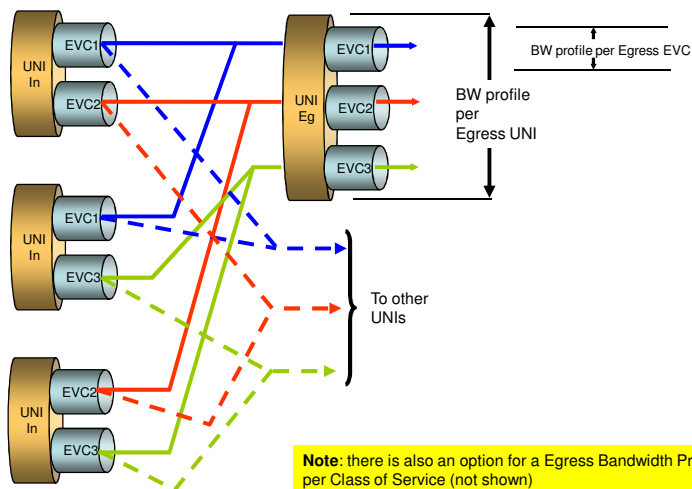 UNI
In
EVC1
EVC2
UNI
Eg
EVC1
EVC2
EVC3
BW profile
per
Egress UNI
BW profile per Egress EVC
UNI
In
EVC1
EVC3
To other
UNIs
UNI
In
EVC2
EVC3
Note: there is also an option for a Egress Bandwidth
per Class of Service (not shown)